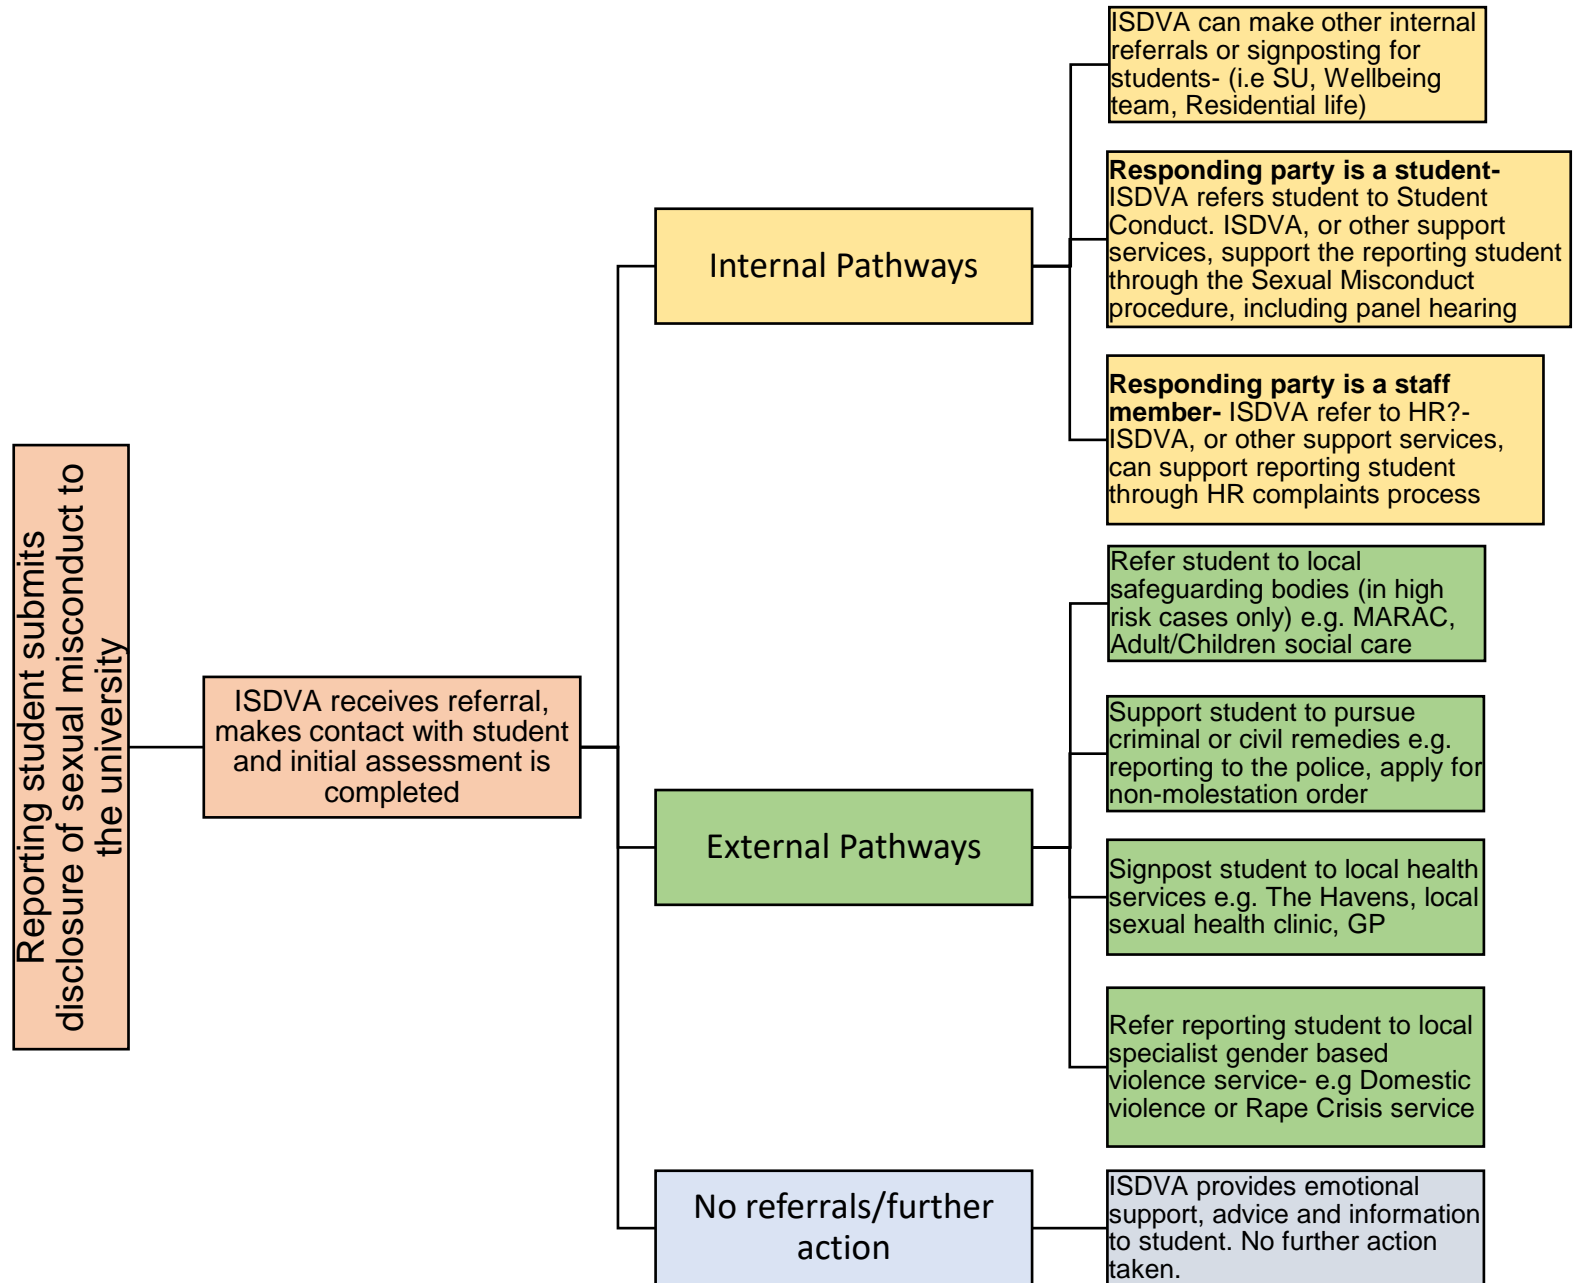 Reporting student submits
disclosure of sexual misconduct to
the university
ISDVA receives referral,
makes contact with student
and initial assessment is
completed
Internal Pathways
ISDVA can make other internal
referrals or signposting for
students- (i.e SU, Wellbeing
team, Residential life)
Responding party is a student-
ISDVA refers student to Student
Conduct. ISDVA, or other support
services, support the reporting student
through the Sexual Misconduct
procedure, including panel hearing
Responding party is a staff
member- ISDVA refer to HR?-
ISDVA, or other support services,
can support reporting student
through HR complaints process
External Pathways
Refer student to local
safeguarding bodies (in high
risk cases only) e.g. MARAC,
Adult/Children social care
Support student to pursue
criminal or civil remedies e.g.
reporting to the police, apply for
non-molestation order
Signpost student to local health
services e.g. The Havens, local
sexual health clinic, GP
Refer reporting student to local
specialist gender based
violence service- e.g Domestic
violence or Rape Crisis service
No referrals/further
action
ISDVA provides emotional
support, advice and information
to student. No further action
taken.